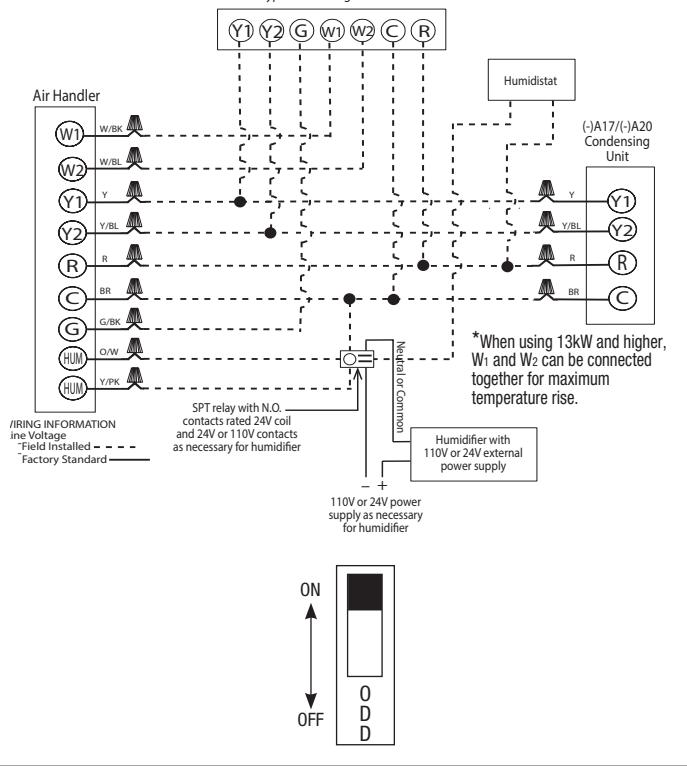 Y1 Y2 G W1 W2 C R
Humidistat
Air Handler
(-)A17/(-)A20
Condensing
Unit
W1 W/BK
W2 W/BL
Y1 Y
Y Y1
Y2 Y/BL
Y/BL Y2
R R
R R
C BR
BR C
G G/BK
HUM O/W
HUM Y/PK
Neutral or Common
*When using 13kW and higher,
W1 and W2 can be connected
together for maximum
temperature rise.
SPT relay with N.O.
contacts rated 24V coil
and 24V or 110V contacts
as necessary for humidifier
IRING INFORMATION
ine Voltage
Field Installed
Factory Standard
Humidifier with
110V or 24V external
power supply
– +
110V or 24V power
supply as necessary
for humidifier
ON
OFF
O
D
D